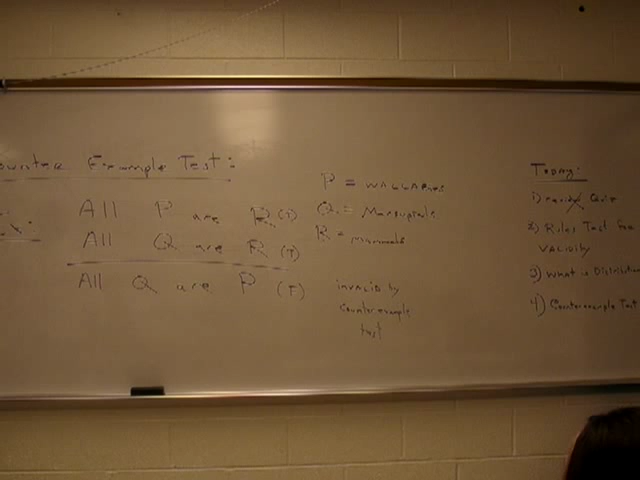 ounter Example Test:
All P are R (T)
All Q are R (T)
All Q are P (T)
P = WALLABIES
Q = Marsupials
R = mammals
invalid by
counterexample
test
Today:
1) Quiz
2) Rules Test for
VALIDITY
3) What is Distribution
4) Counterexample Test